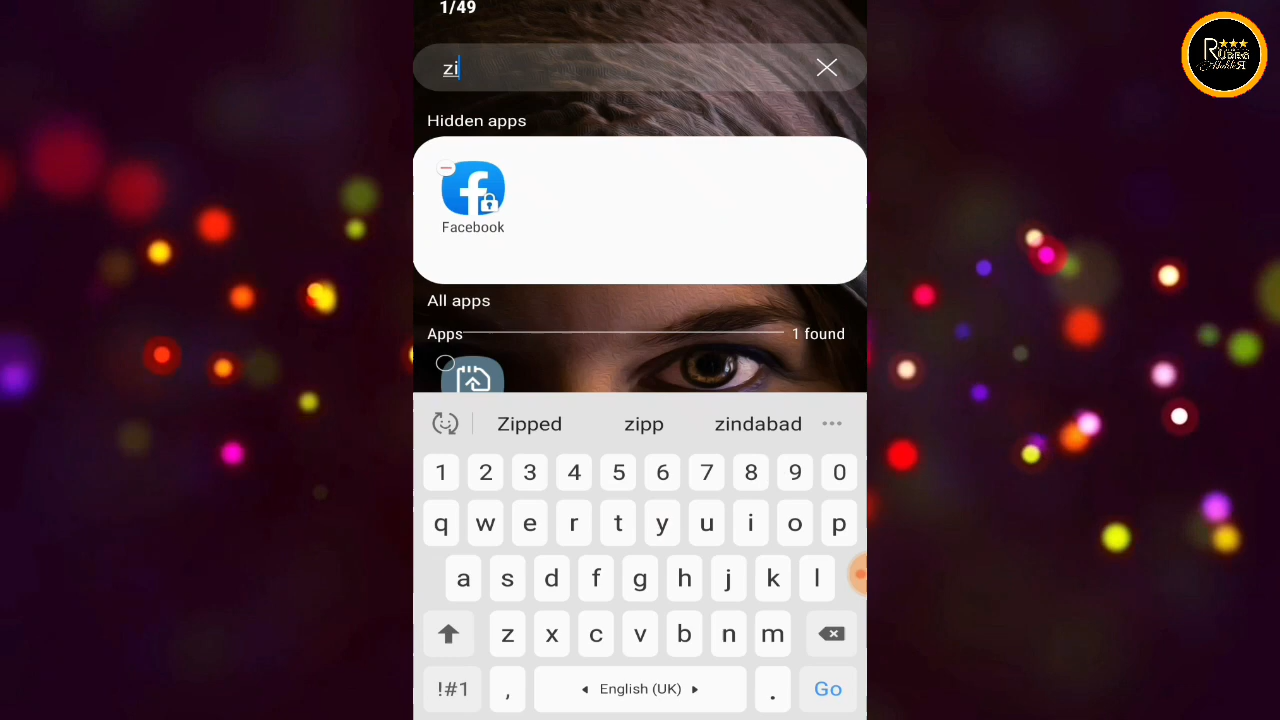 1/49
zi
Hidden apps
Facebook
All apps
Apps 1 found
Zipped zipp zindabad
1 2 3 4 5 6 7 8 9 0
q w e r t y u i o p
a s d f g h j k l
z x c v b n m
!#1 , English (UK) . Go